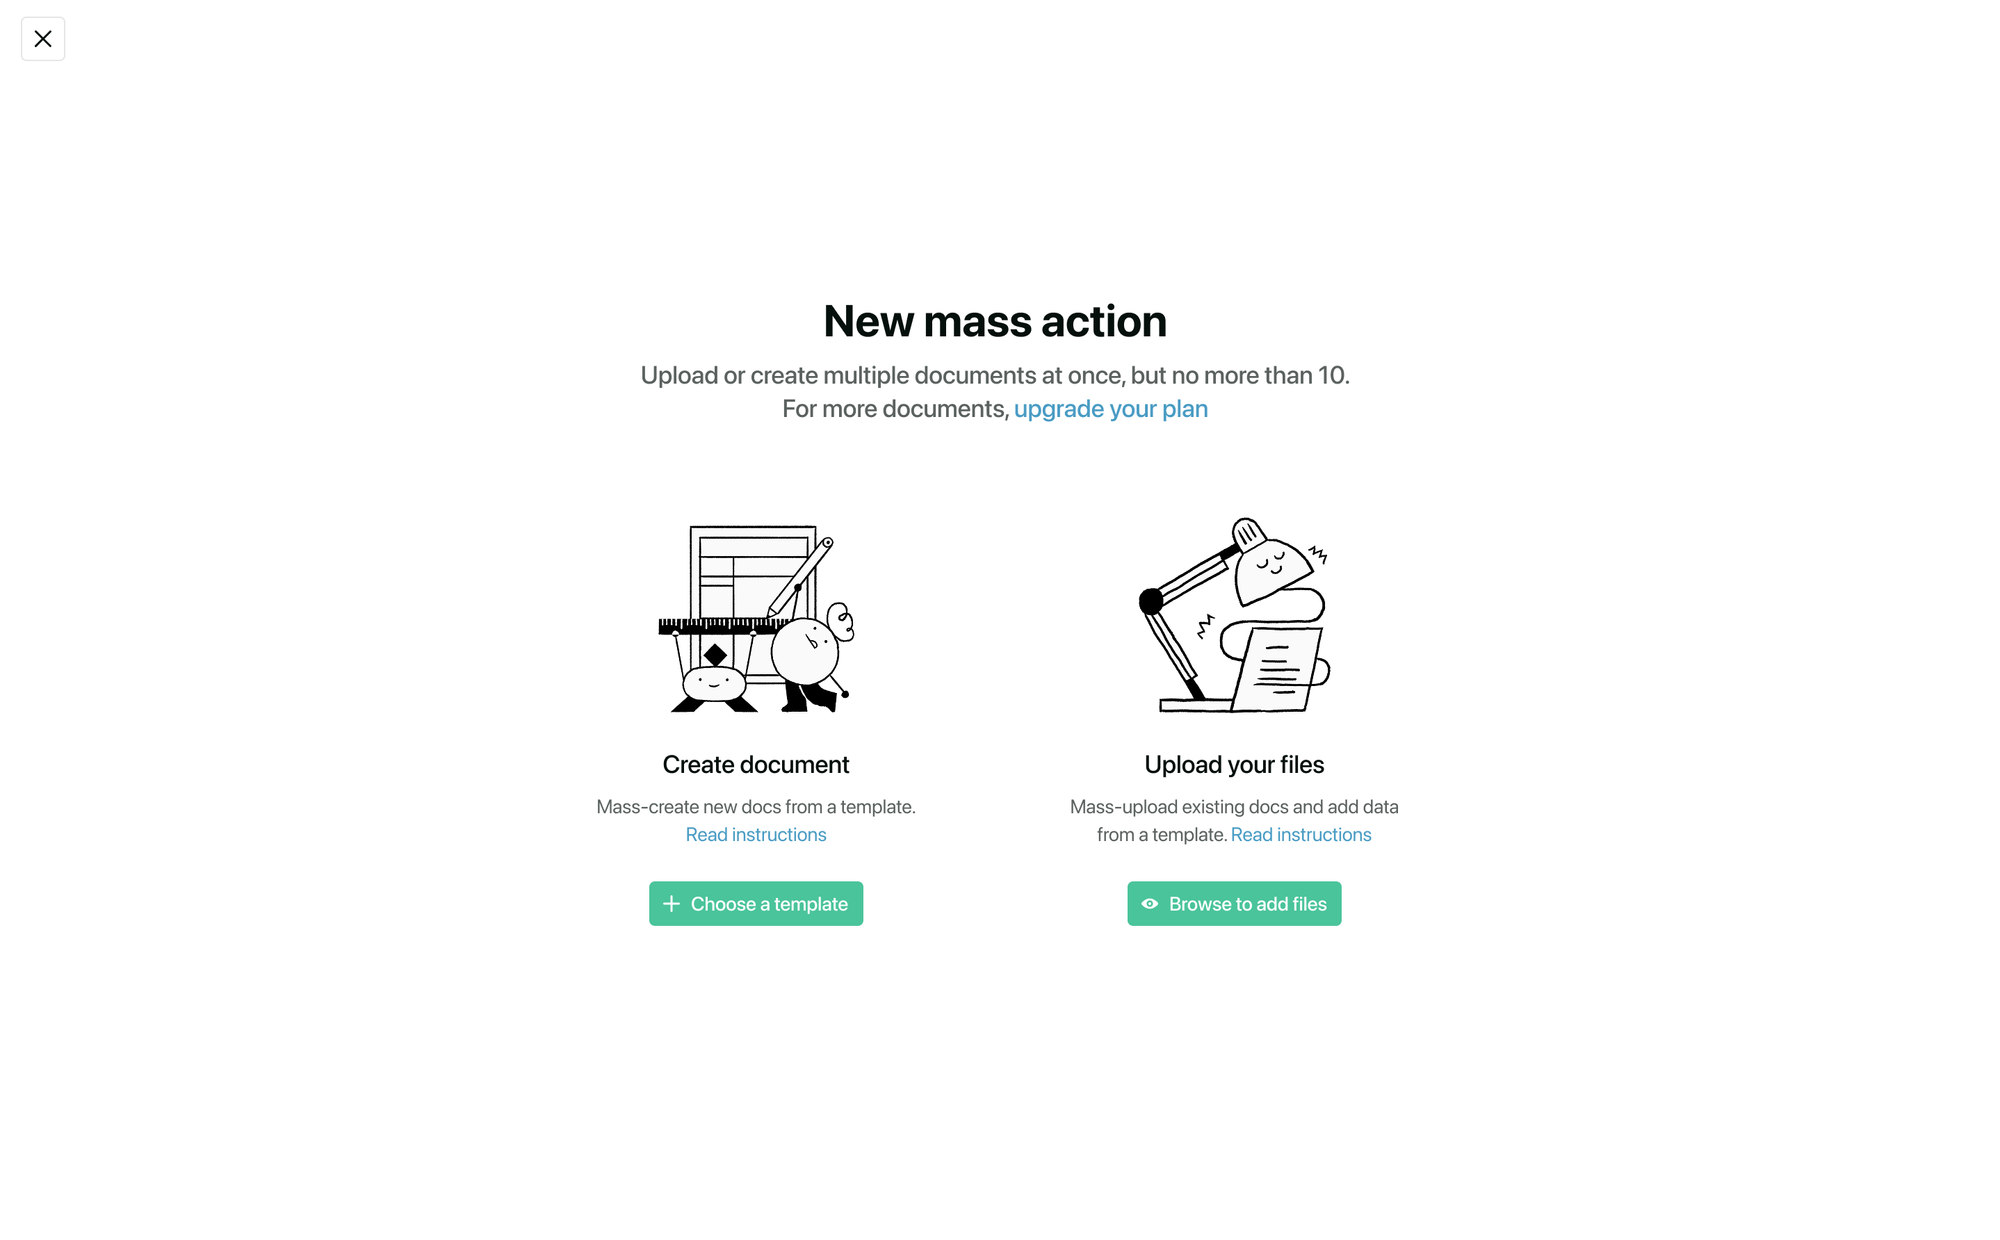 New mass action
Upload or create multiple documents at once, but no more than 10.
For more documents, upgrade your plan
Create document
Mass-create new docs from a template.
Read instructions
Choose a template
Upload your files
Mass-upload existing docs and add data
from a template. Read instructions
Browse to add files